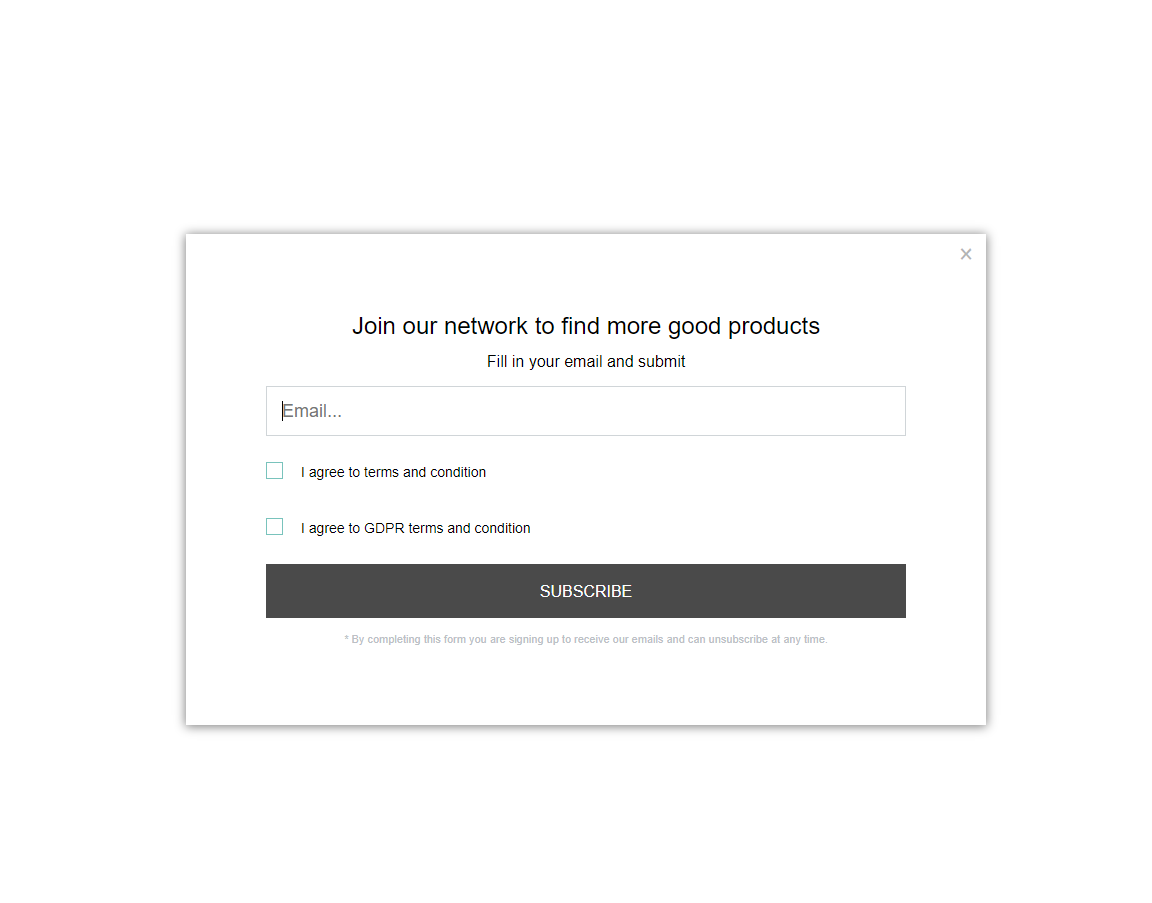 ×
Join our network to find more good products
Fill in your email and submit
Email...
I agree to terms and condition
I agree to GDPR terms and condition
SUBSCRIBE
* By completing this form you are signing up to receive our emails and can unsubscribe at any time.